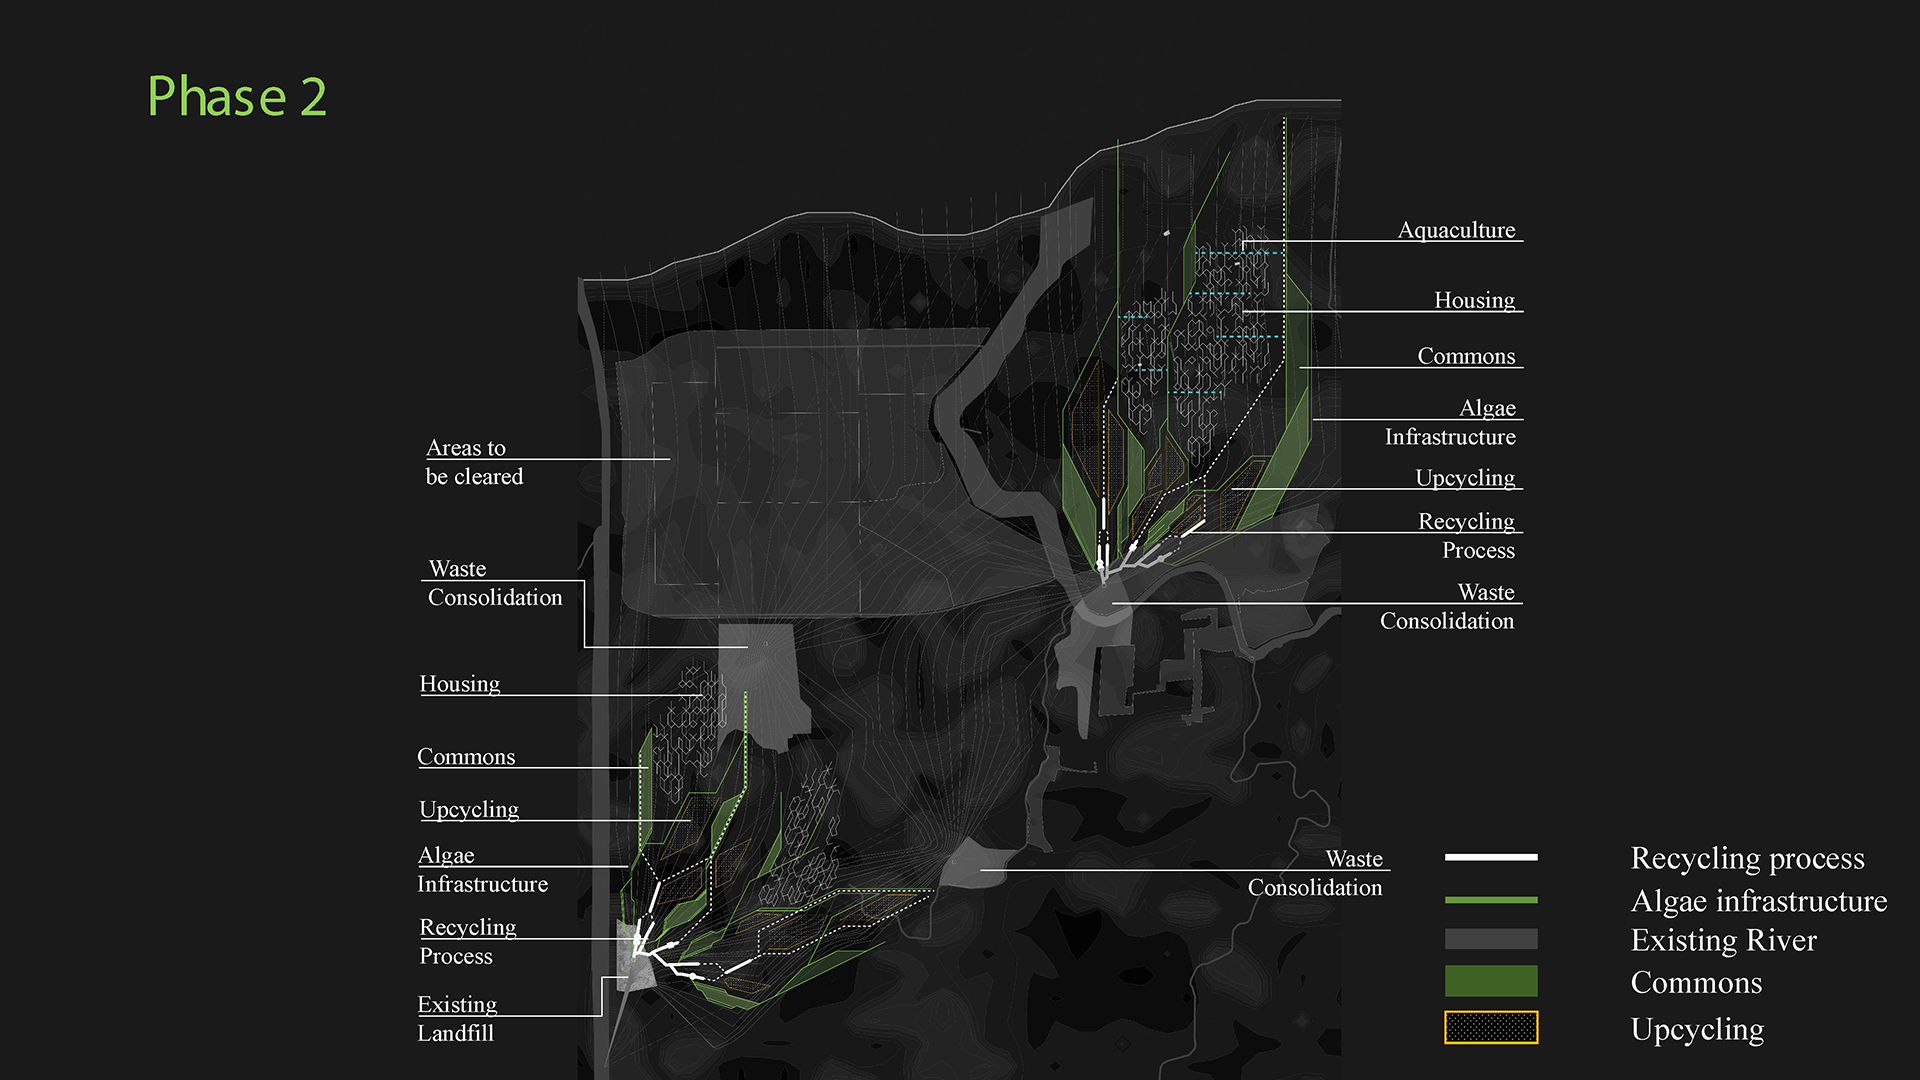 Phase 2
Areas to
be cleared
Waste
Consolidation
Housing
Commons
Upcycling
Algae
Infrastructure
Recycling
Process
Existing
Landfill
Aquaculture
Housing
Commons
Algae
Infrastructure
Upcycling
Recycling
Process
Waste
Consolidation
Waste
Consolidation
Recycling process
Algae infrastructure
Existing River
Commons
Upcycling